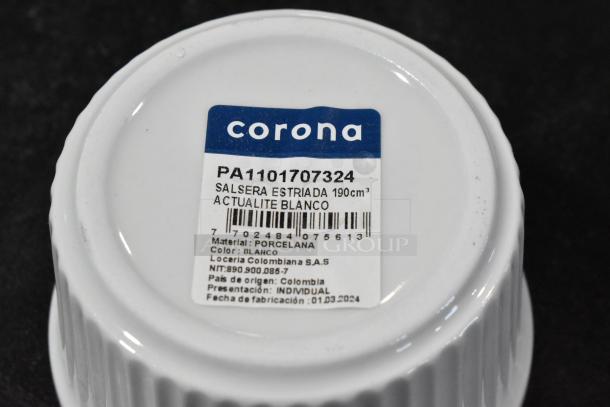 corona
PA1101707324
SALSERA ESTRIADA 190cm³
ACTUALITE BLANCO
7 702484 075613
Material: PORCELANA
Color: BLANCO
Loceria Colombiana S.A.S
NIT:890.900.085-7
País de origen: Colombia
Presentación: INDIVIDUAL
Fecha de fabricación: 01.03.2024
GROUP